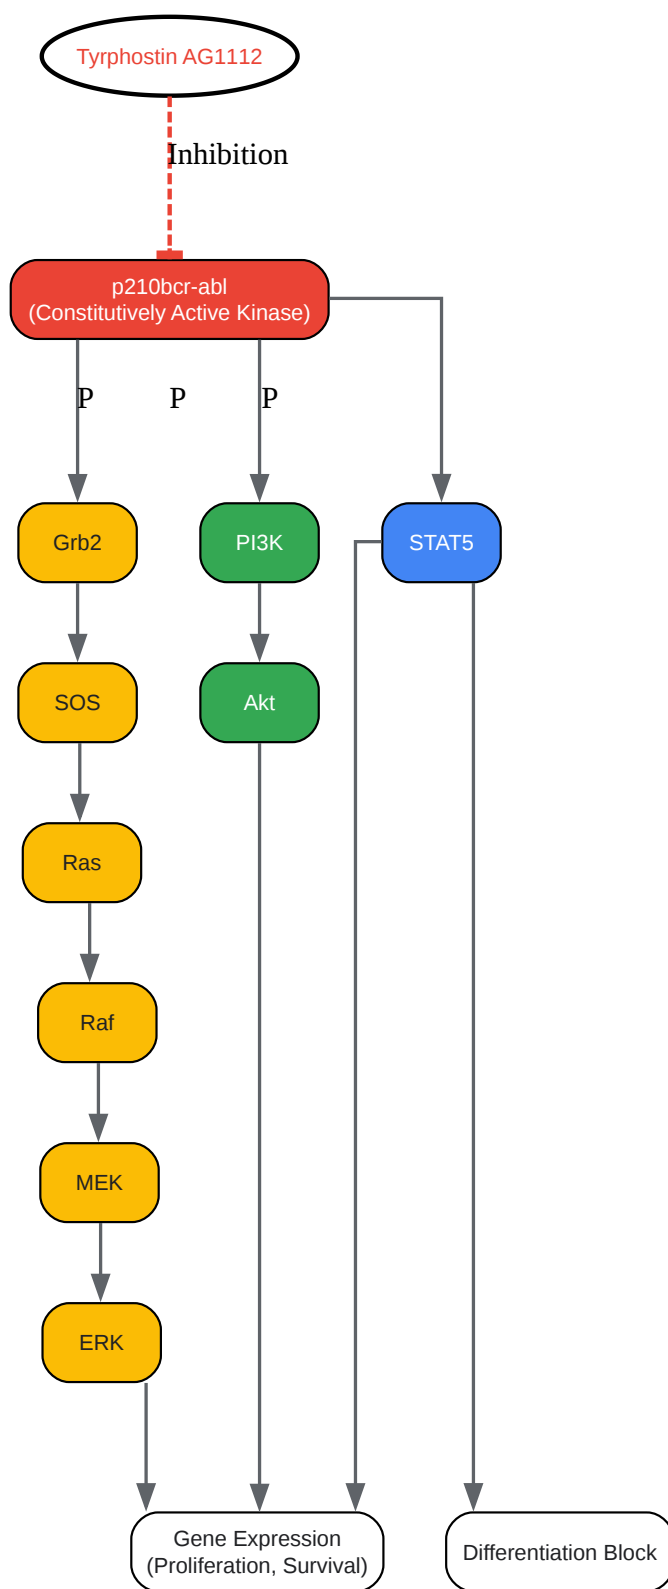 Tyrphostin AG1112
Inhibition
p210bcr-abl
(Constitutively Active Kinase)
P P P
Grb2 PI3K STAT5
SOS Akt
Ras
Raf
MEK
ERK
Gene Expression
(Proliferation, Survival)
Differentiation Block